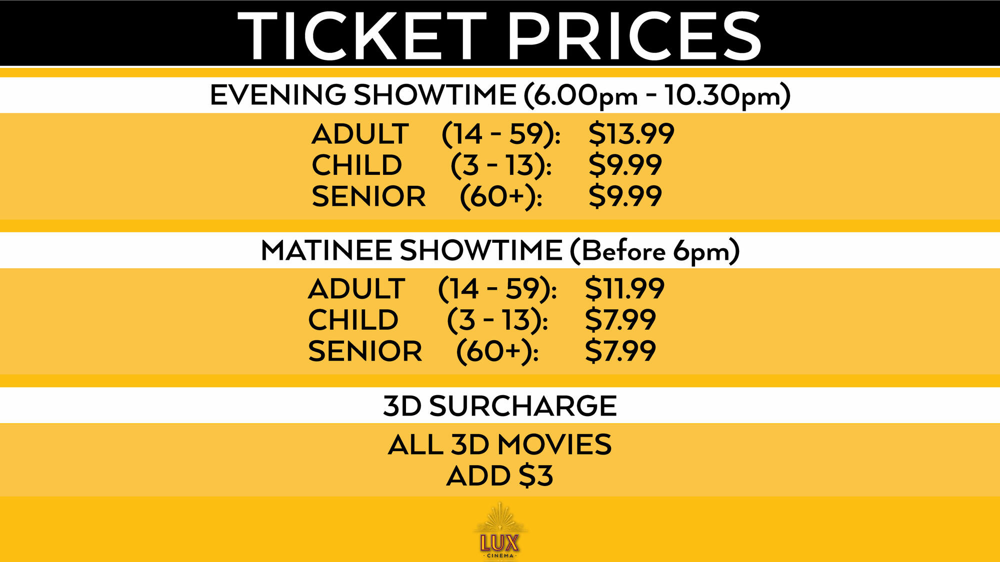 TICKET PRICES
EVENING SHOWTIME (6.00pm - 10.30pm)
ADULT (14 - 59): $13.99
CHILD (3 - 13): $9.99
SENIOR (60+): $9.99
MATINEE SHOWTIME (Before 6pm)
ADULT (14 - 59): $11.99
CHILD (3 - 13): $7.99
SENIOR (60+): $7.99
3D SURCHARGE
ALL 3D MOVIES
ADD $3
LUX
· CINEMA ·